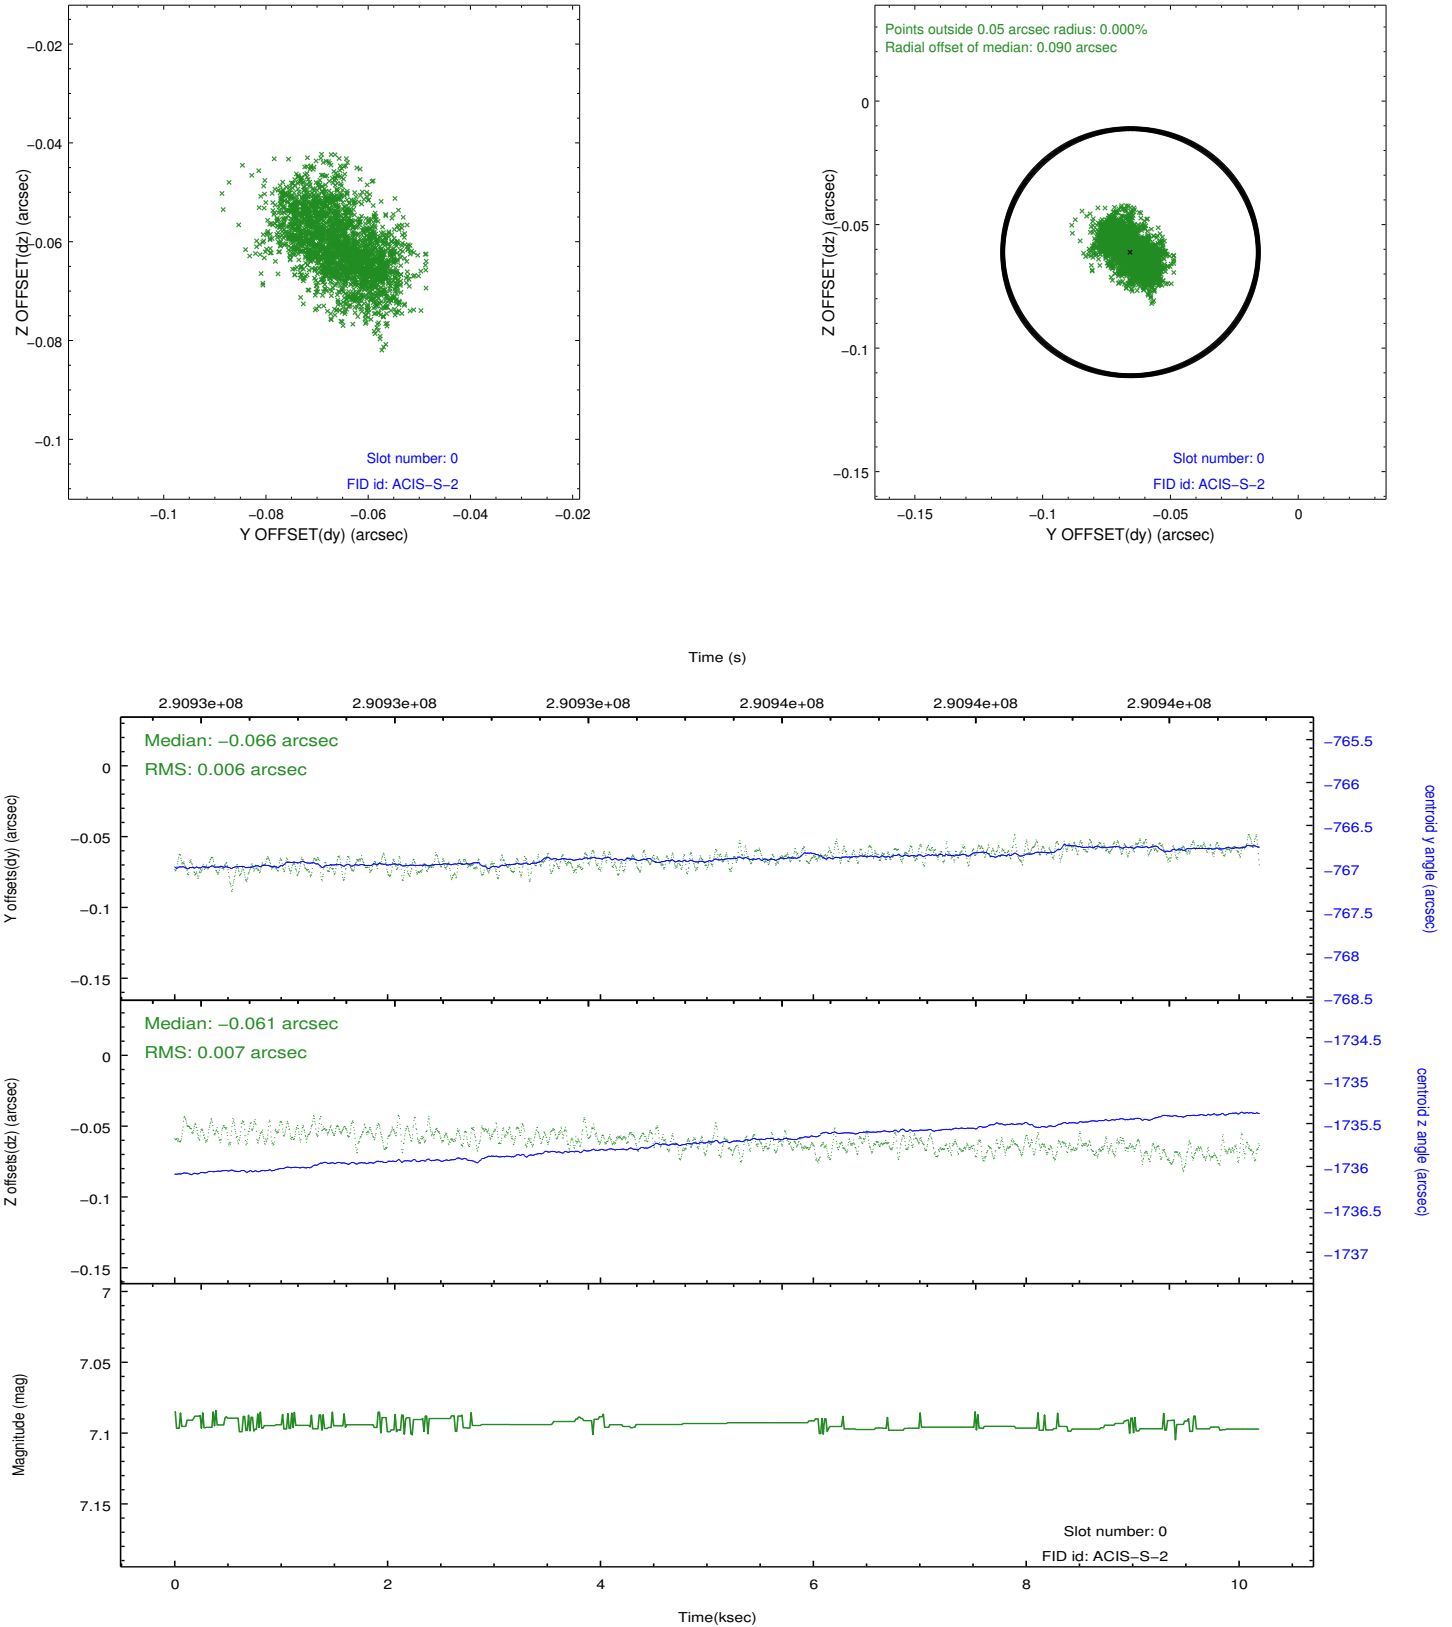 −0.02
−0.04
−0.06
−0.08
−0.1
Z OFFSET(dz) (arcsec)
Slot number: 0
FID id: ACIS−S−2
−0.1
−0.08
−0.06
−0.04
−0.02
Y OFFSET(dy) (arcsec)
Points outside 0.05 arcsec radius: 0.000%
Radial offset of median: 0.090 arcsec
0
−0.05
−0.1
−0.15
Z OFFSET(dz) (arcsec)
Slot number: 0
FID id: ACIS−S−2
−0.15
−0.1
−0.05
0
Y OFFSET(dy) (arcsec)
Time (s)
2.9093e+08
2.9093e+08
2.9093e+08
2.9094e+08
2.9094e+08
2.9094e+08
Median: −0.066 arcsec
RMS: 0.006 arcsec
0
−0.05
−0.1
−0.15
Y offsets(dy) (arcsec)
−765.5
−766
−766.5
−767
−767.5
−768
−768.5
centroid y angle (arcsec)
Median: −0.061 arcsec
RMS: 0.007 arcsec
0
−0.05
−0.1
−0.15
Z offsets(dz) (arcsec)
−1734.5
−1735
−1735.5
−1736
−1736.5
−1737
centroid z angle (arcsec)
7
7.05
7.1
7.15
Magnitude (mag)
Slot number: 0
FID id: ACIS−S−2
0
2
4
6
8
10
Time(ksec)